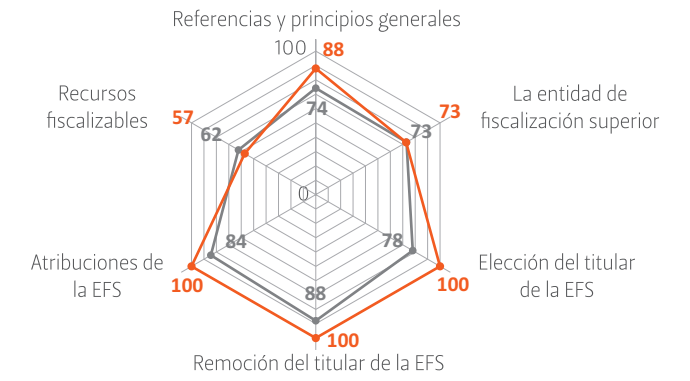 Referencias y principios generales
100
88
Recursos
fiscalizables
57
62
74
73
73
La entidad de
fiscalización superior
0
Atribuciones de
la EFS
100
84
78
100
Elección del titular
de la EFS
88
100
Remoción del titular de la EFS